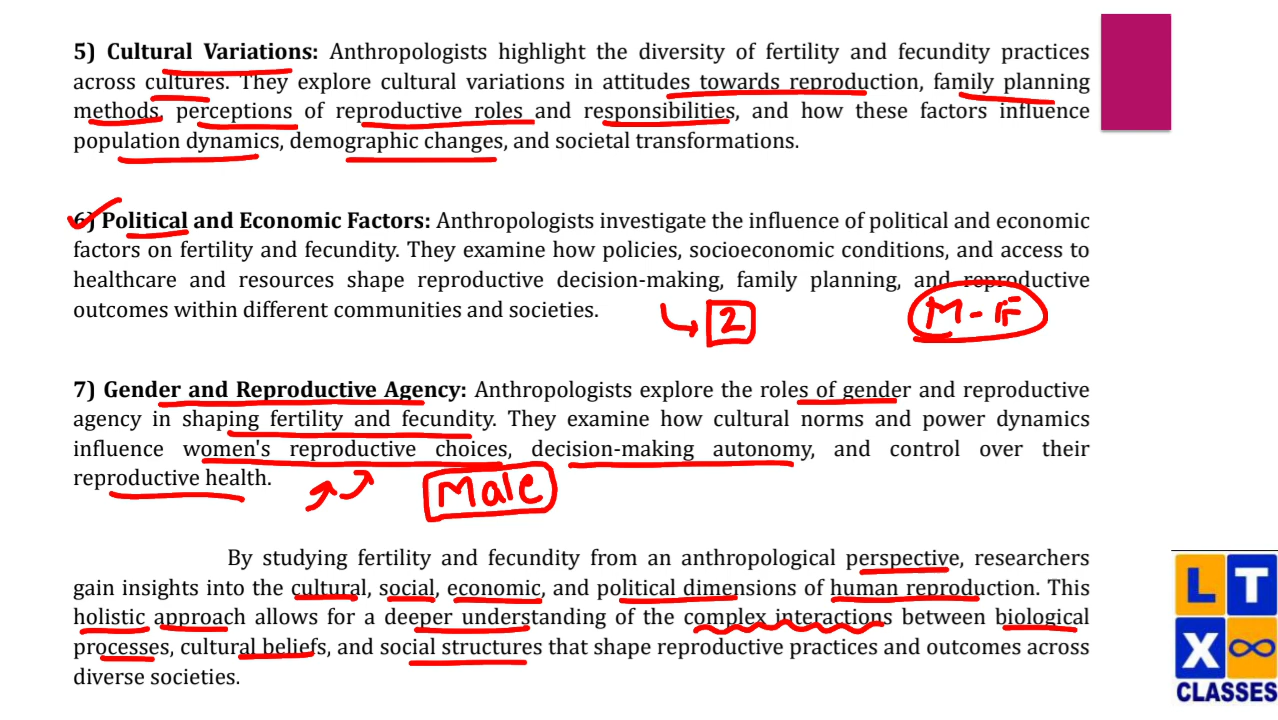 5) Cultural Variations: Anthropologists highlight the diversity of fertility and fecundity practices
across cultures. They explore cultural variations in attitudes towards reproduction, family planning
methods, perceptions of reproductive roles and responsibilities, and how these factors influence
population dynamics, demographic changes, and societal transformations.
6) Political and Economic Factors: Anthropologists investigate the influence of political and economic
factors on fertility and fecundity. They examine how policies, socioeconomic conditions, and access to
healthcare and resources shape reproductive decision-making, family planning, and reproductive
outcomes within different communities and societies.
2
M - F
7) Gender and Reproductive Agency: Anthropologists explore the roles of gender and reproductive
agency in shaping fertility and fecundity. They examine how cultural norms and power dynamics
influence women's reproductive choices, decision-making autonomy, and control over their
reproductive health.
Male
By studying fertility and fecundity from an anthropological perspective, researchers
gain insights into the cultural, social, economic, and political dimensions of human reproduction. This
holistic approach allows for a deeper understanding of the complex interactions between biological
processes, cultural beliefs, and social structures that shape reproductive practices and outcomes across
diverse societies.
L T
X ∞
CLASSES